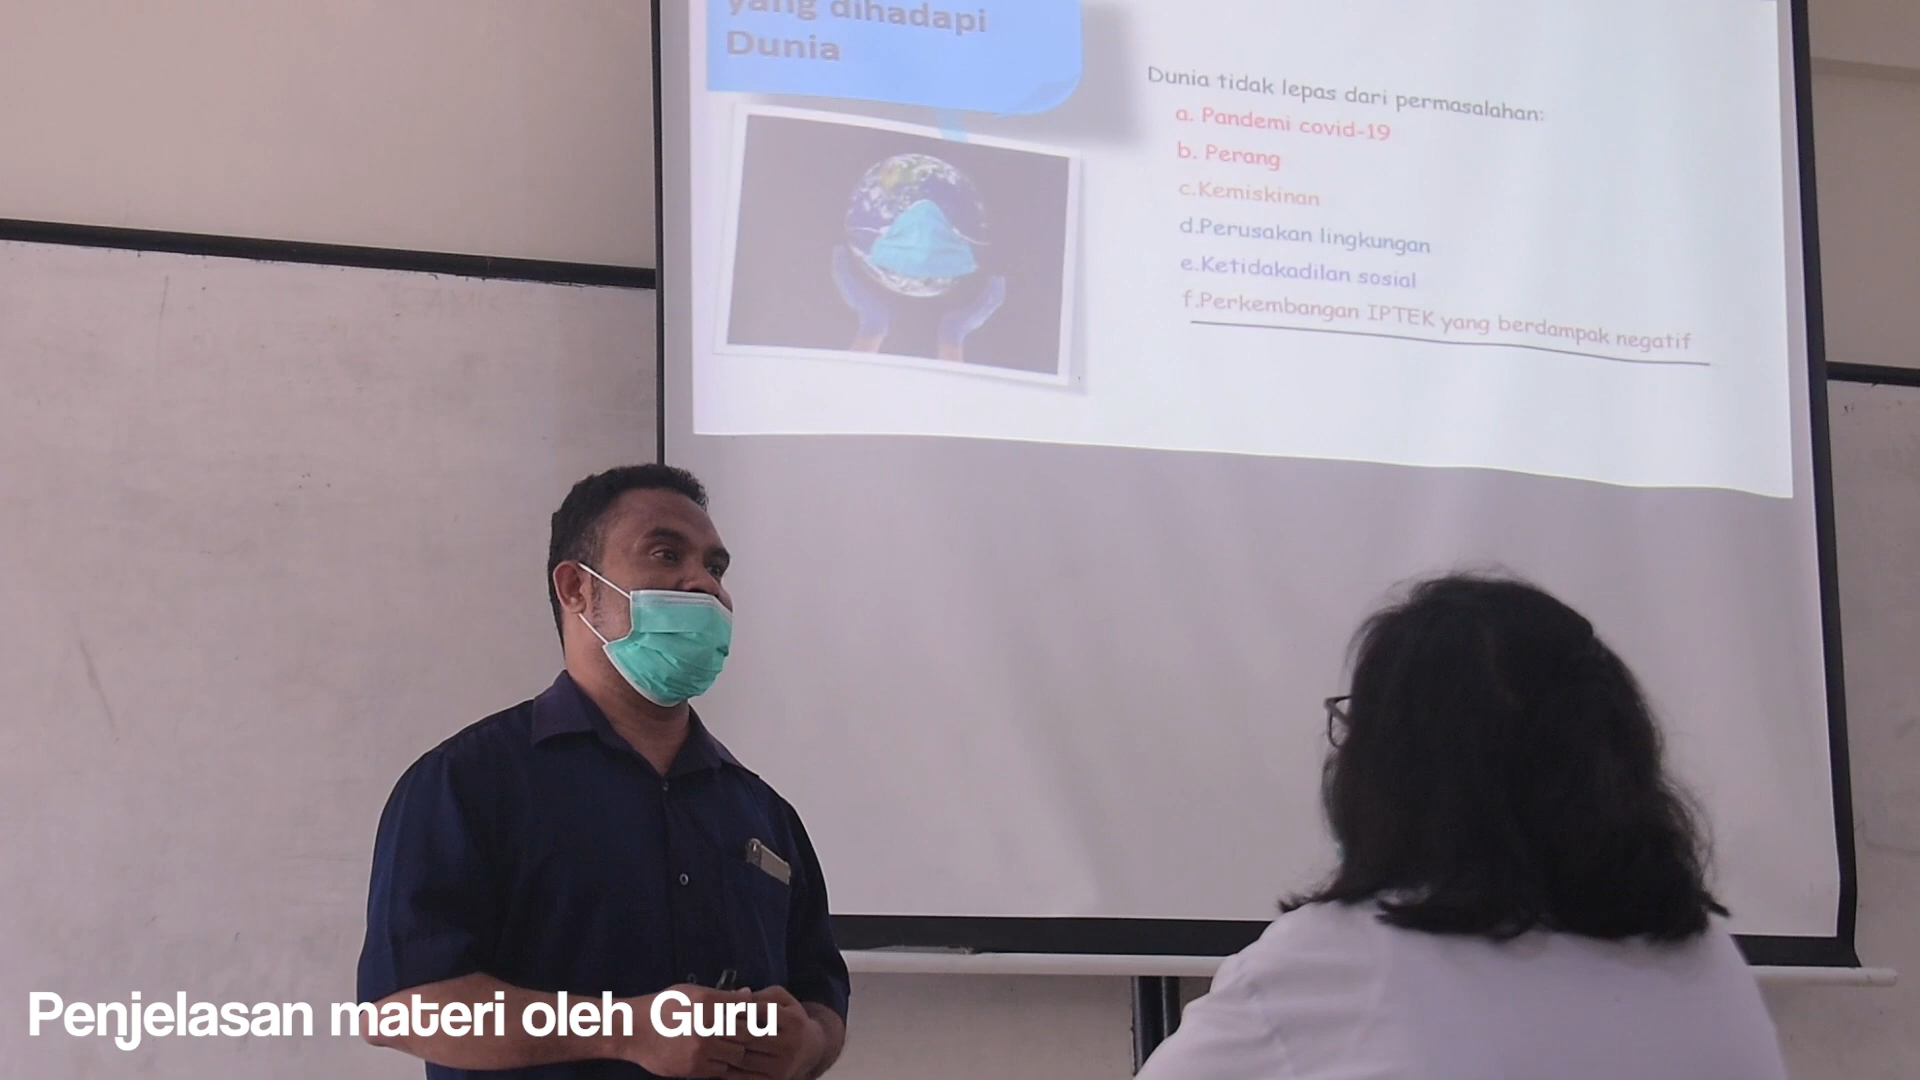 yang dihadapi
Dunia
Dunia tidak lepas dari permasalahan:
a. Pandemi covid-19
b. Perang
c.Kemiskinan
d.Perusakan lingkungan
e.Ketidakadilan sosial
f.Perkembangan IPTEK yang berdampak negatif
Penjelasan materi oleh Guru